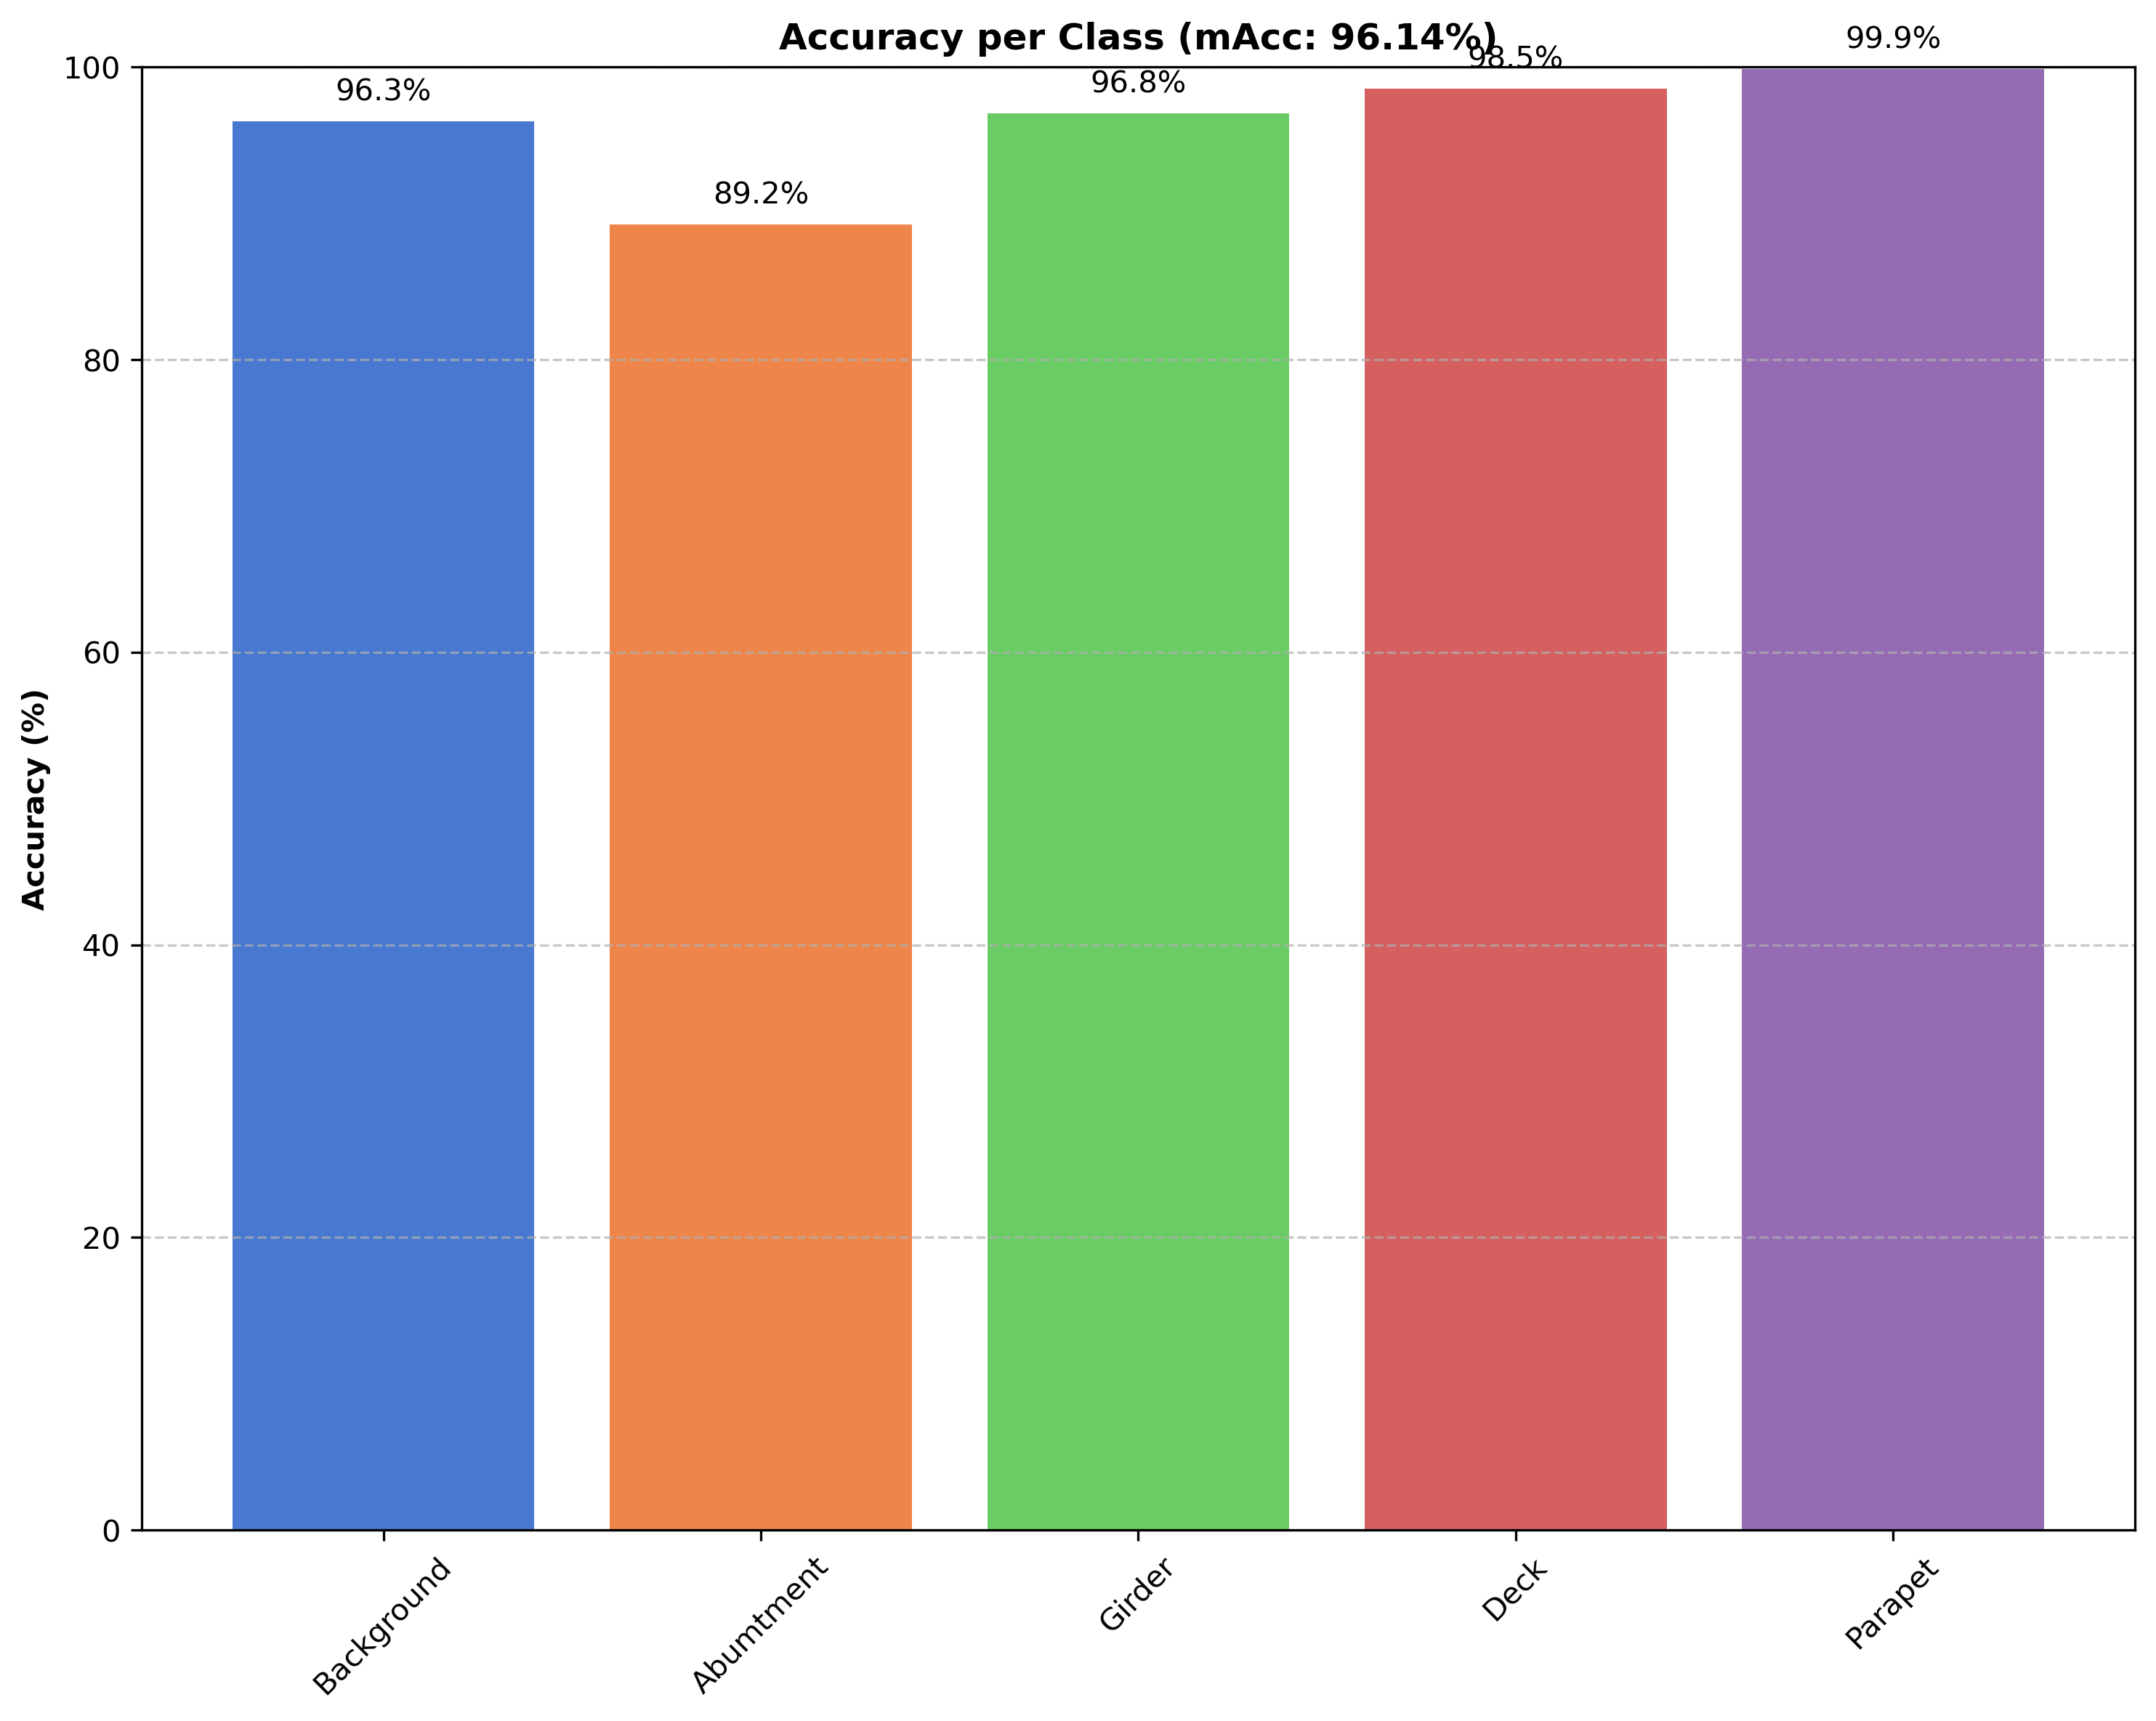 Accuracy per Class (mAcc: 96.14%)
96.3%
89.2%
96.8%
98.5%
99.9%
Accuracy (%)
100
80
60
40
20
0
Background
Abumtment
Girder
Deck
Parapet